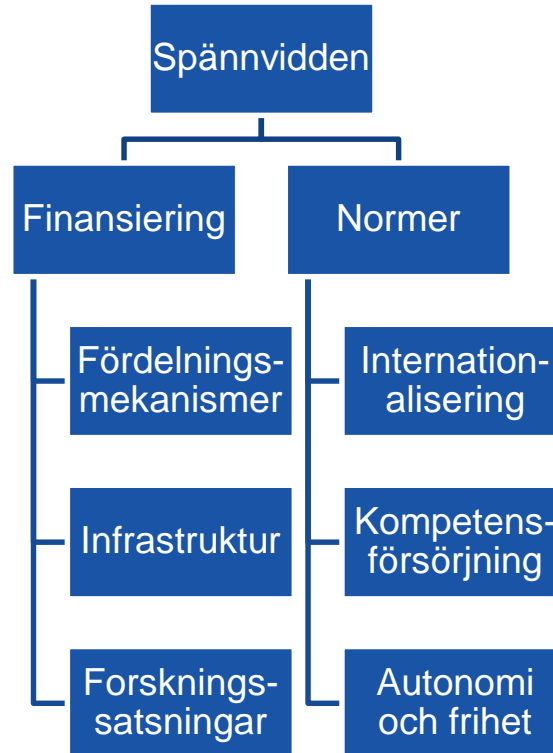 Spännvidden
Finansiering
Normer
Fördelnings-
mekanismer
Infrastruktur
Forsknings-
satsningar
Internation-
alisering
Kompetens-
försörjning
Autonomi
och frihet